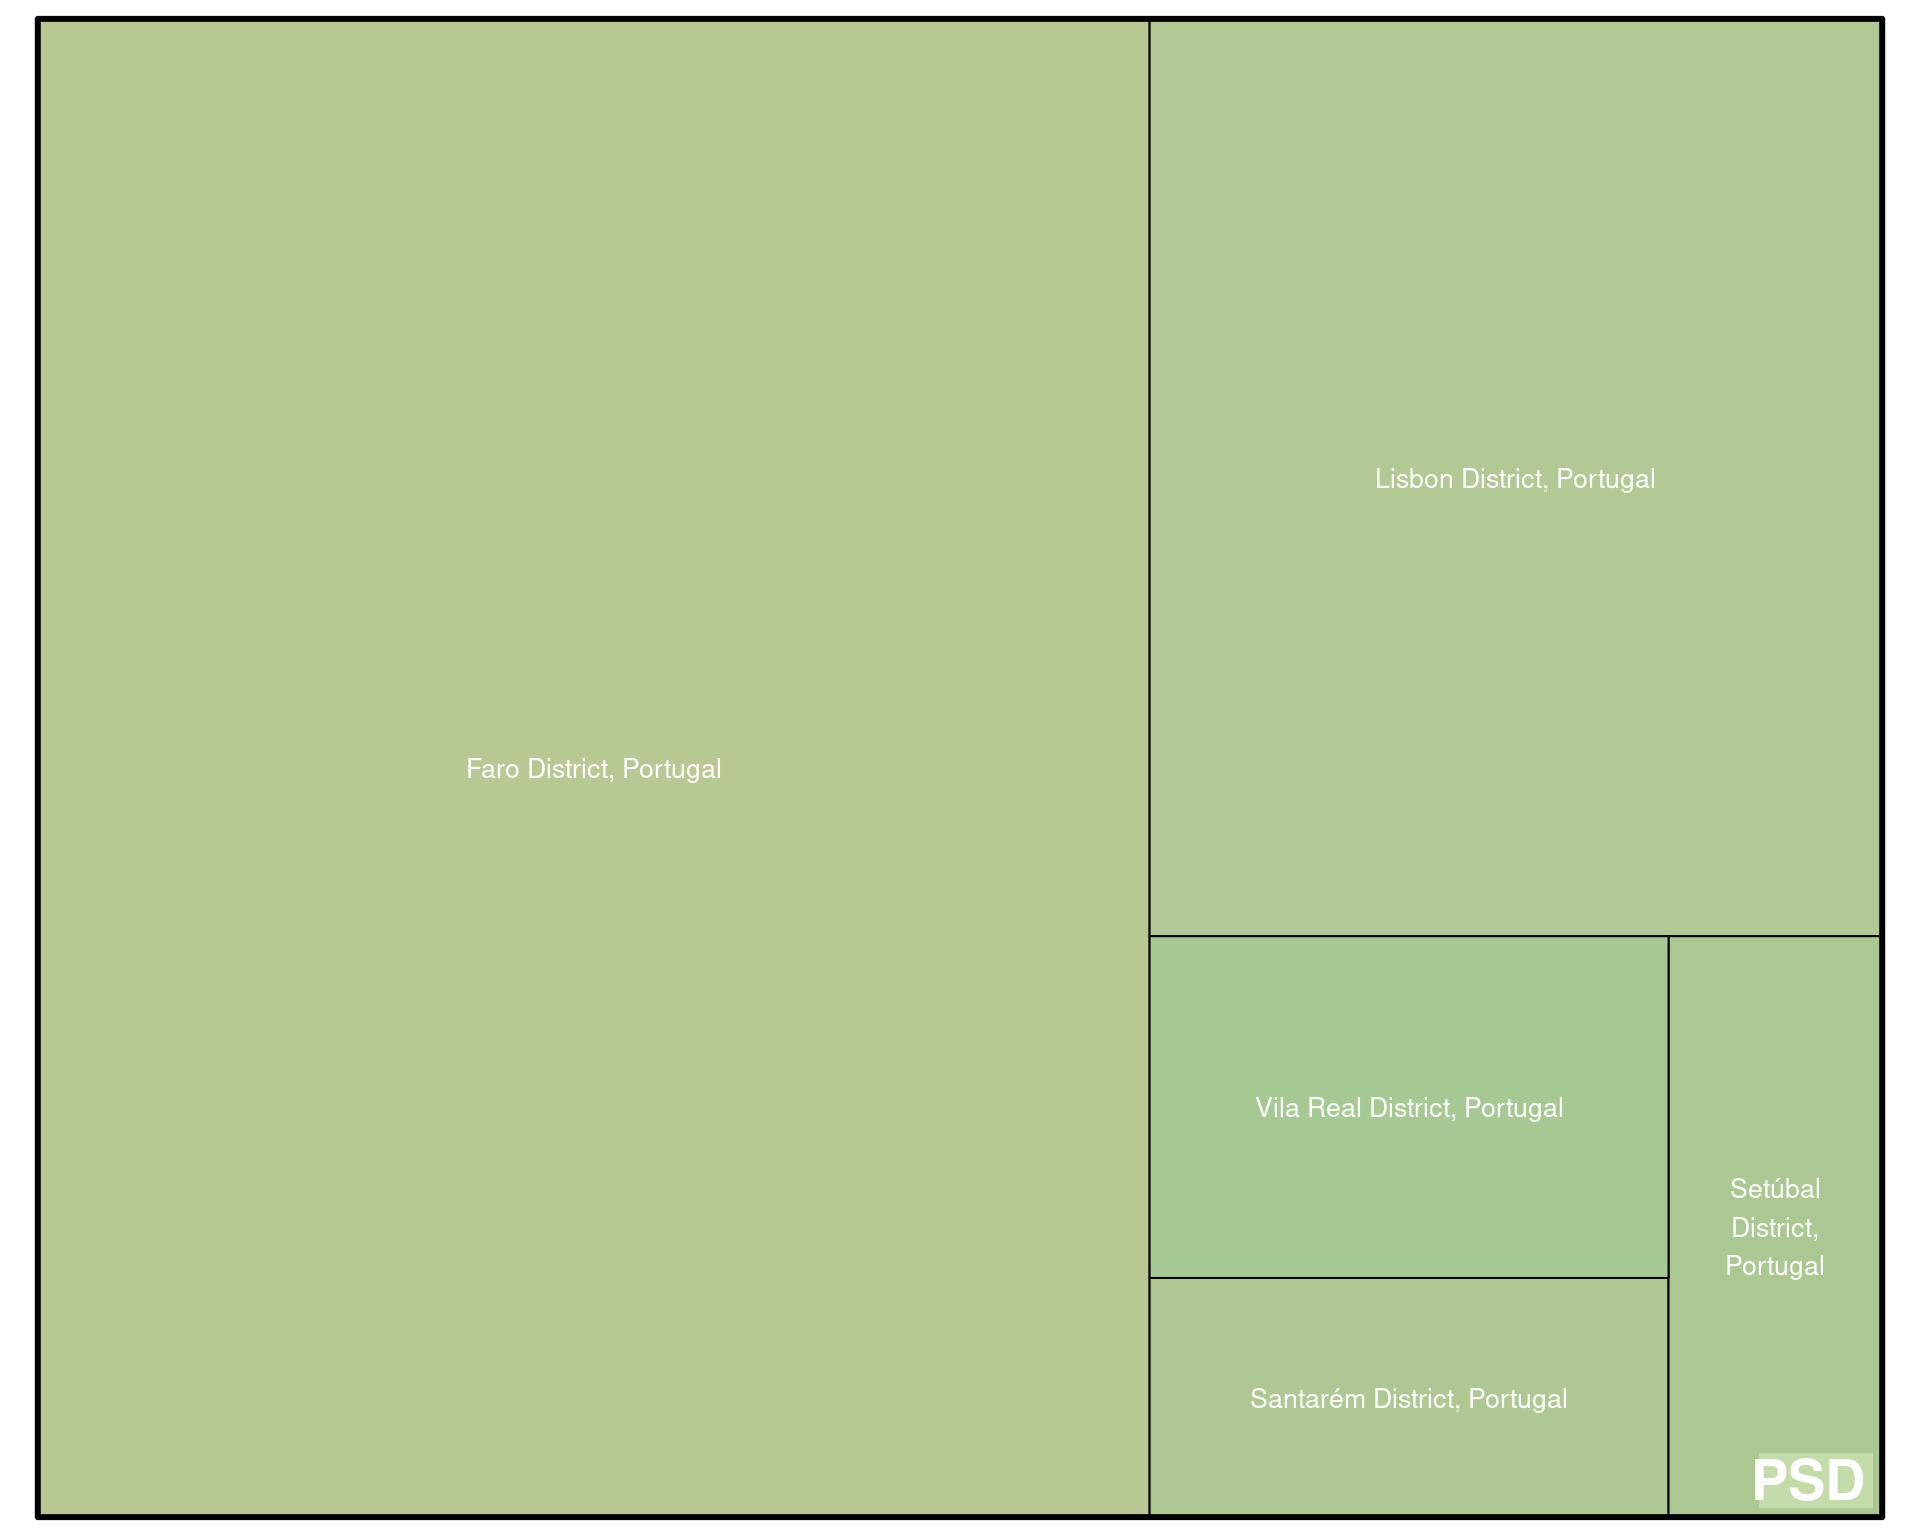 Lisbon District, Portugal
Faro District, Portugal
Vila Real District, Portugal
Setúbal
District,
Portugal
Santarém District, Portugal
PSD